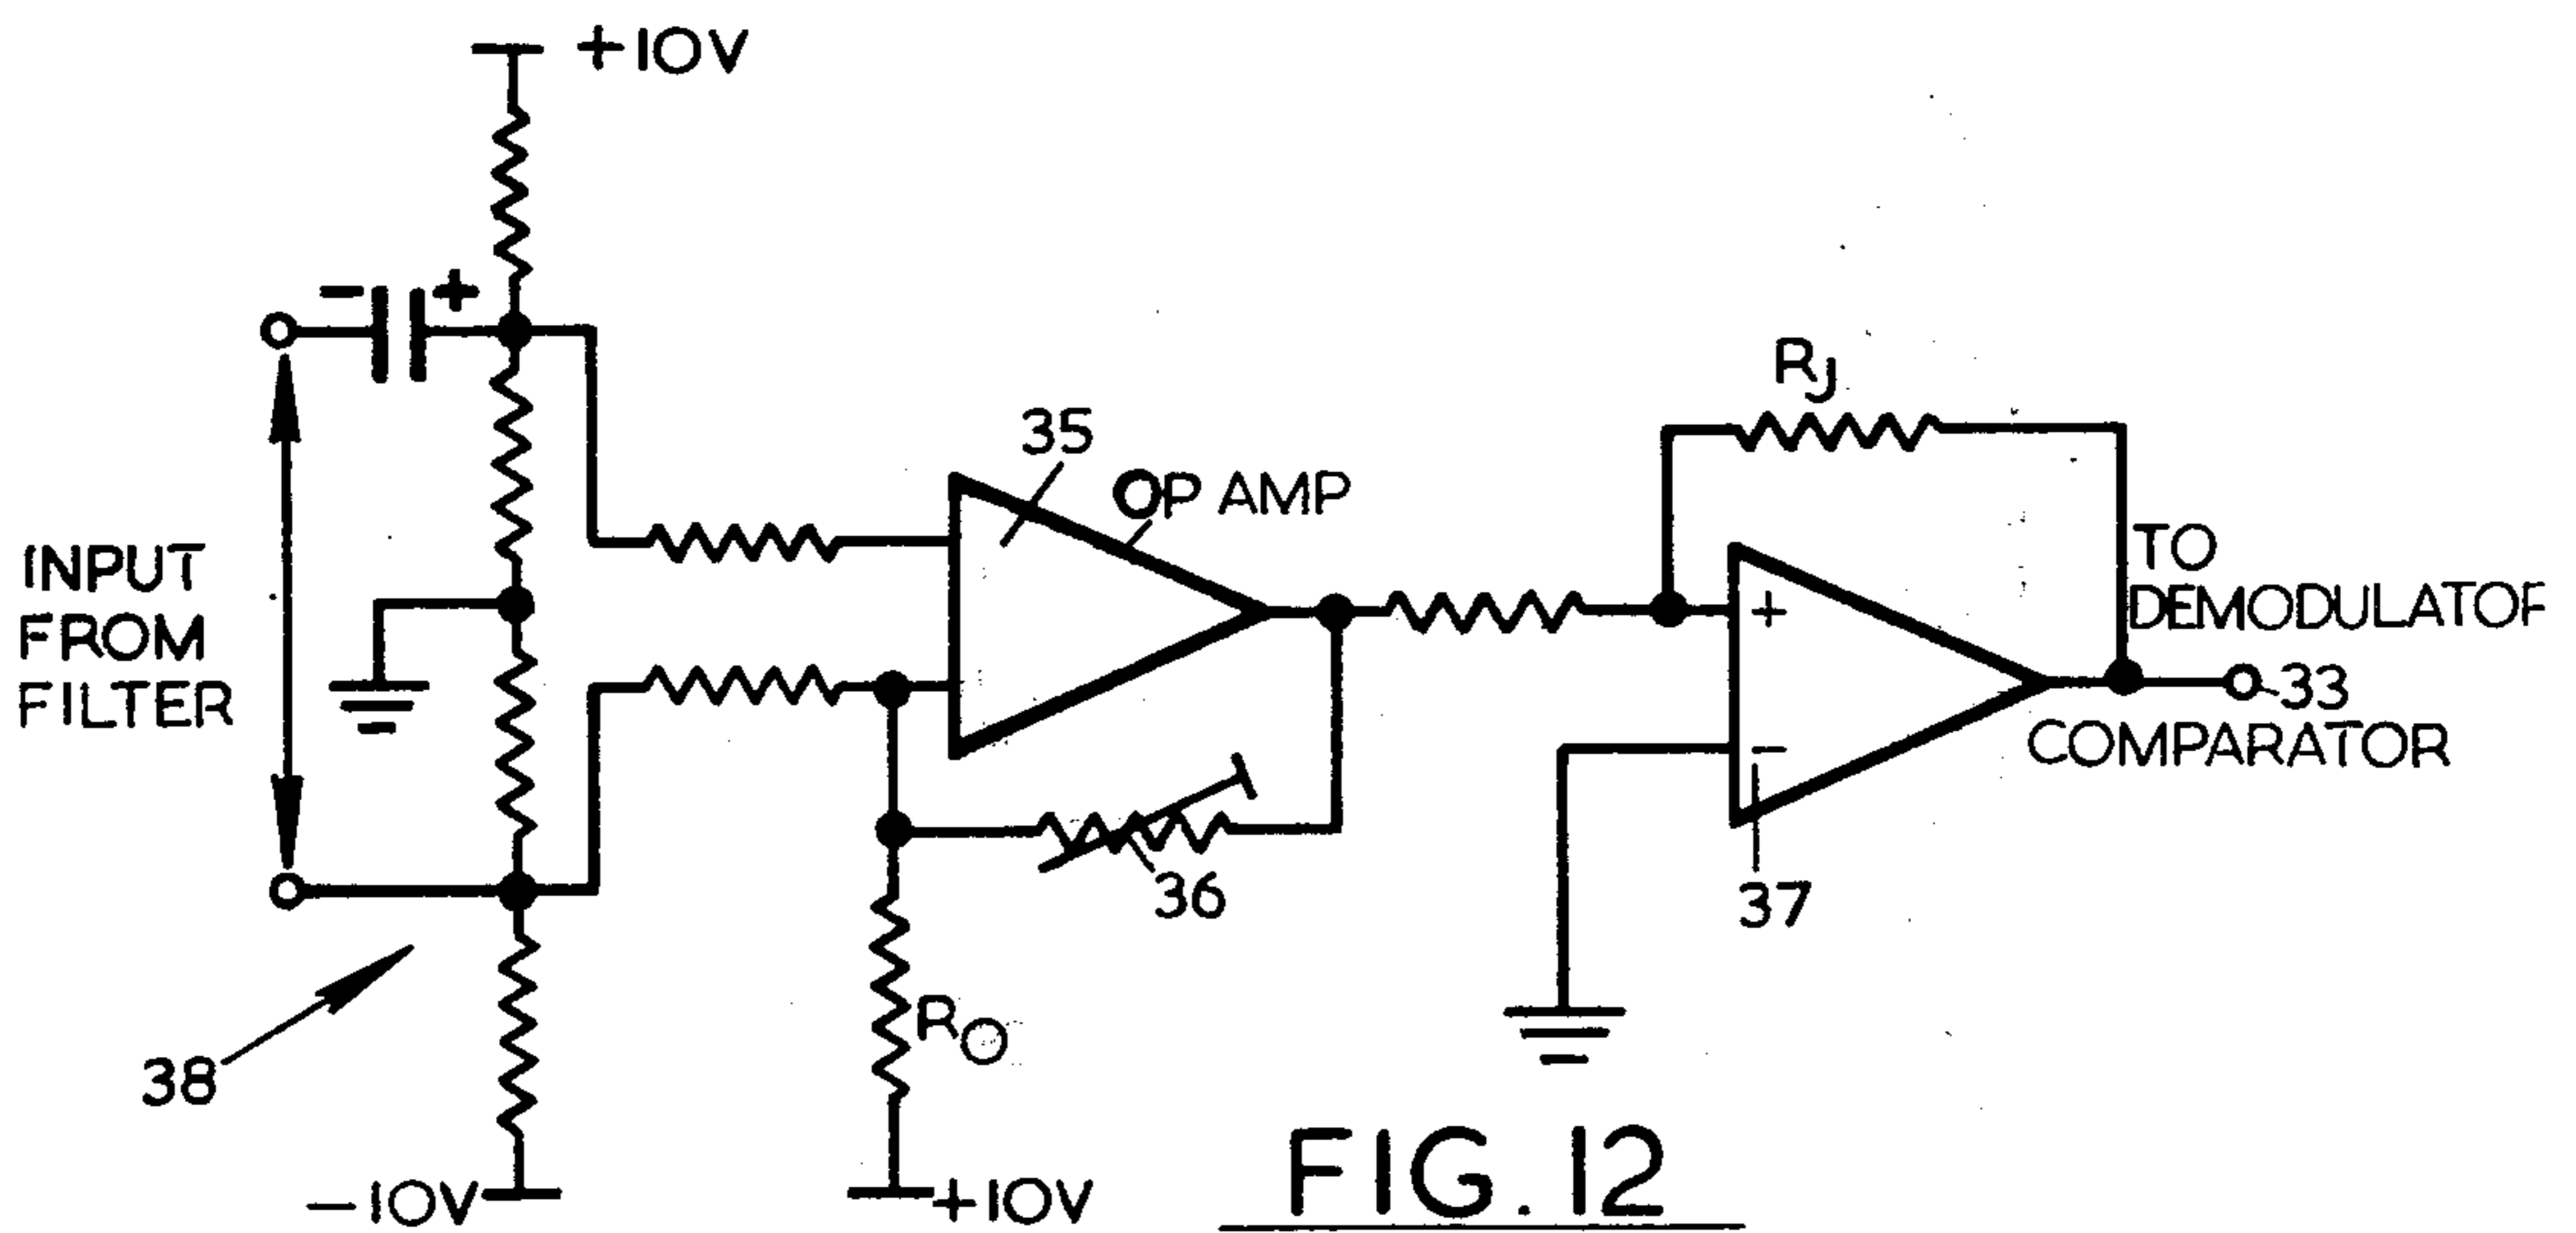 +10V
- +
INPUT
FROM
FILTER
35
OP AMP
RJ
TO
DEMODULATOR
33
COMPARATOR
+
-
37
36
RO
38
-10V
+10V
FIG. 12